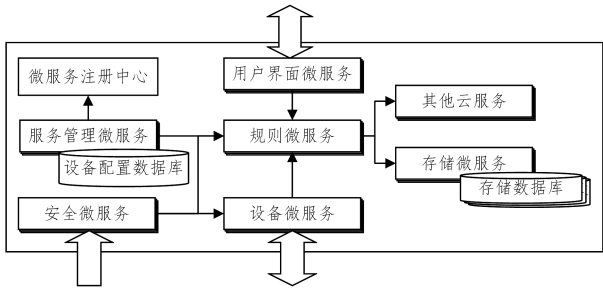 微服务注册中心
用户界面微服务
其他云服务
服务管理微服务
规则微服务
设备配置数据库
存储微服务
存储数据库
安全微服务
设备微服务